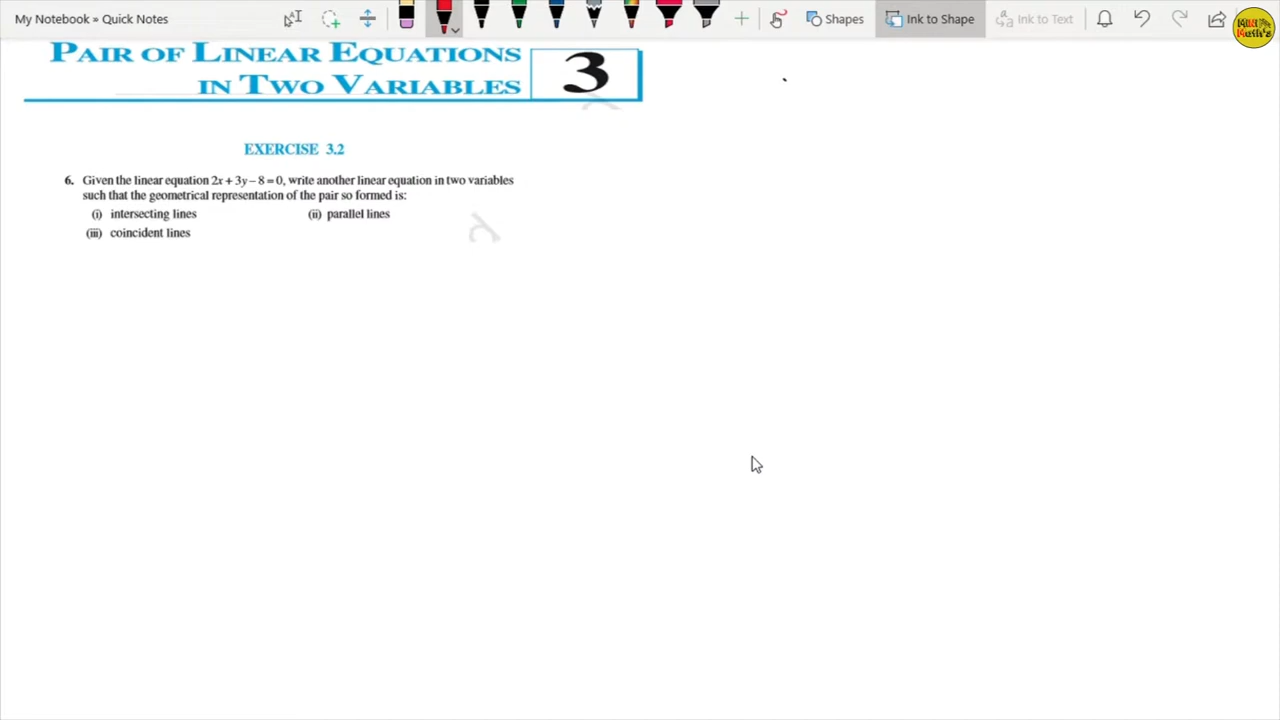 My Notebook » Quick Notes
Shapes
Ink to Shape
Ink to Text
PAIR OF LINEAR EQUATIONS
IN TWO VARIABLES
3
EXERCISE 3.2
6. Given the linear equation 2x + 3y – 8 = 0, write another linear equation in two variables
such that the geometrical representation of the pair so formed is:
(i) intersecting lines (ii) parallel lines
(iii) coincident lines